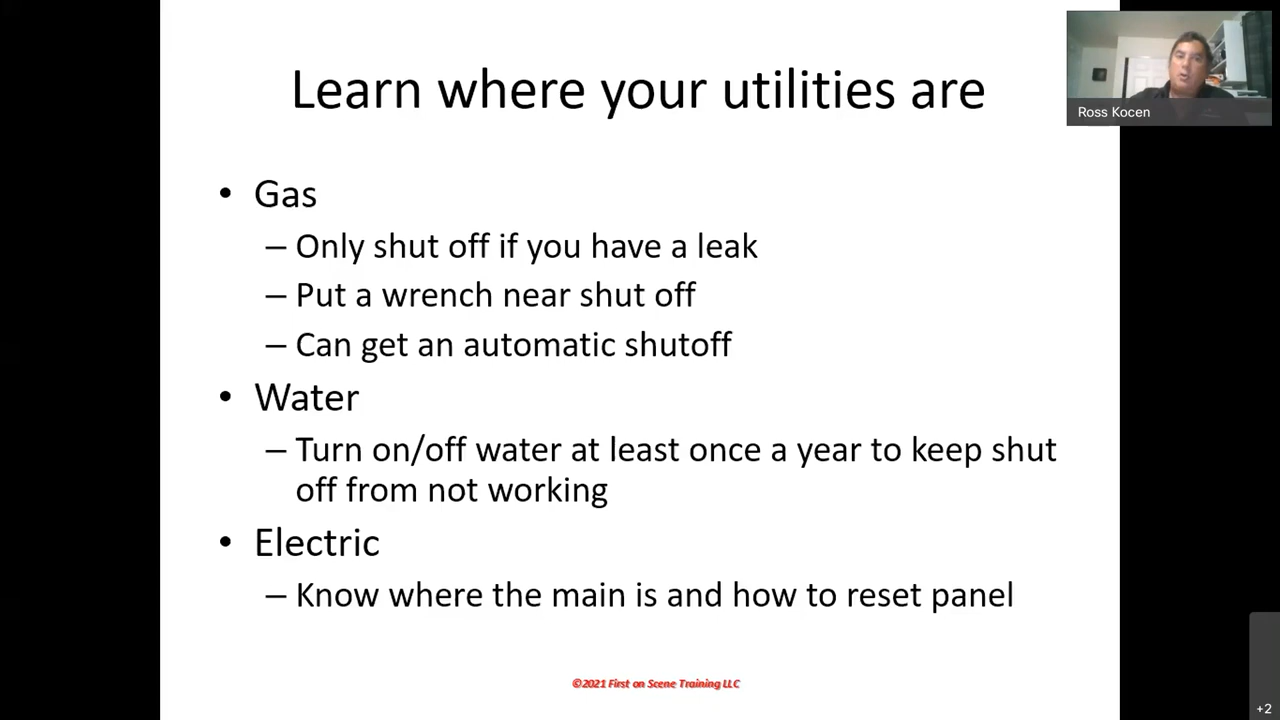 Learn where your utilities are
Ross Kocen
• Gas
– Only shut off if you have a leak
– Put a wrench near shut off
– Can get an automatic shutoff
• Water
– Turn on/off water at least once a year to keep shut
off from not working
• Electric
– Know where the main is and how to reset panel
©2021 First on Scene Training LLC
+2